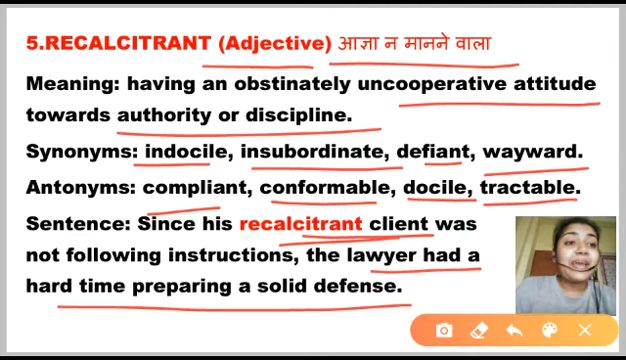 5.RECALCITRANT (Adjective) आज्ञा न मानने वाला
Meaning: having an obstinately uncooperative attitude
towards authority or discipline.
Synonyms: indocile, insubordinate, defiant, wayward.
Antonyms: compliant, conformable, docile, tractable.
Sentence: Since his recalcitrant client was
not following instructions, the lawyer had a
hard time preparing a solid defense.